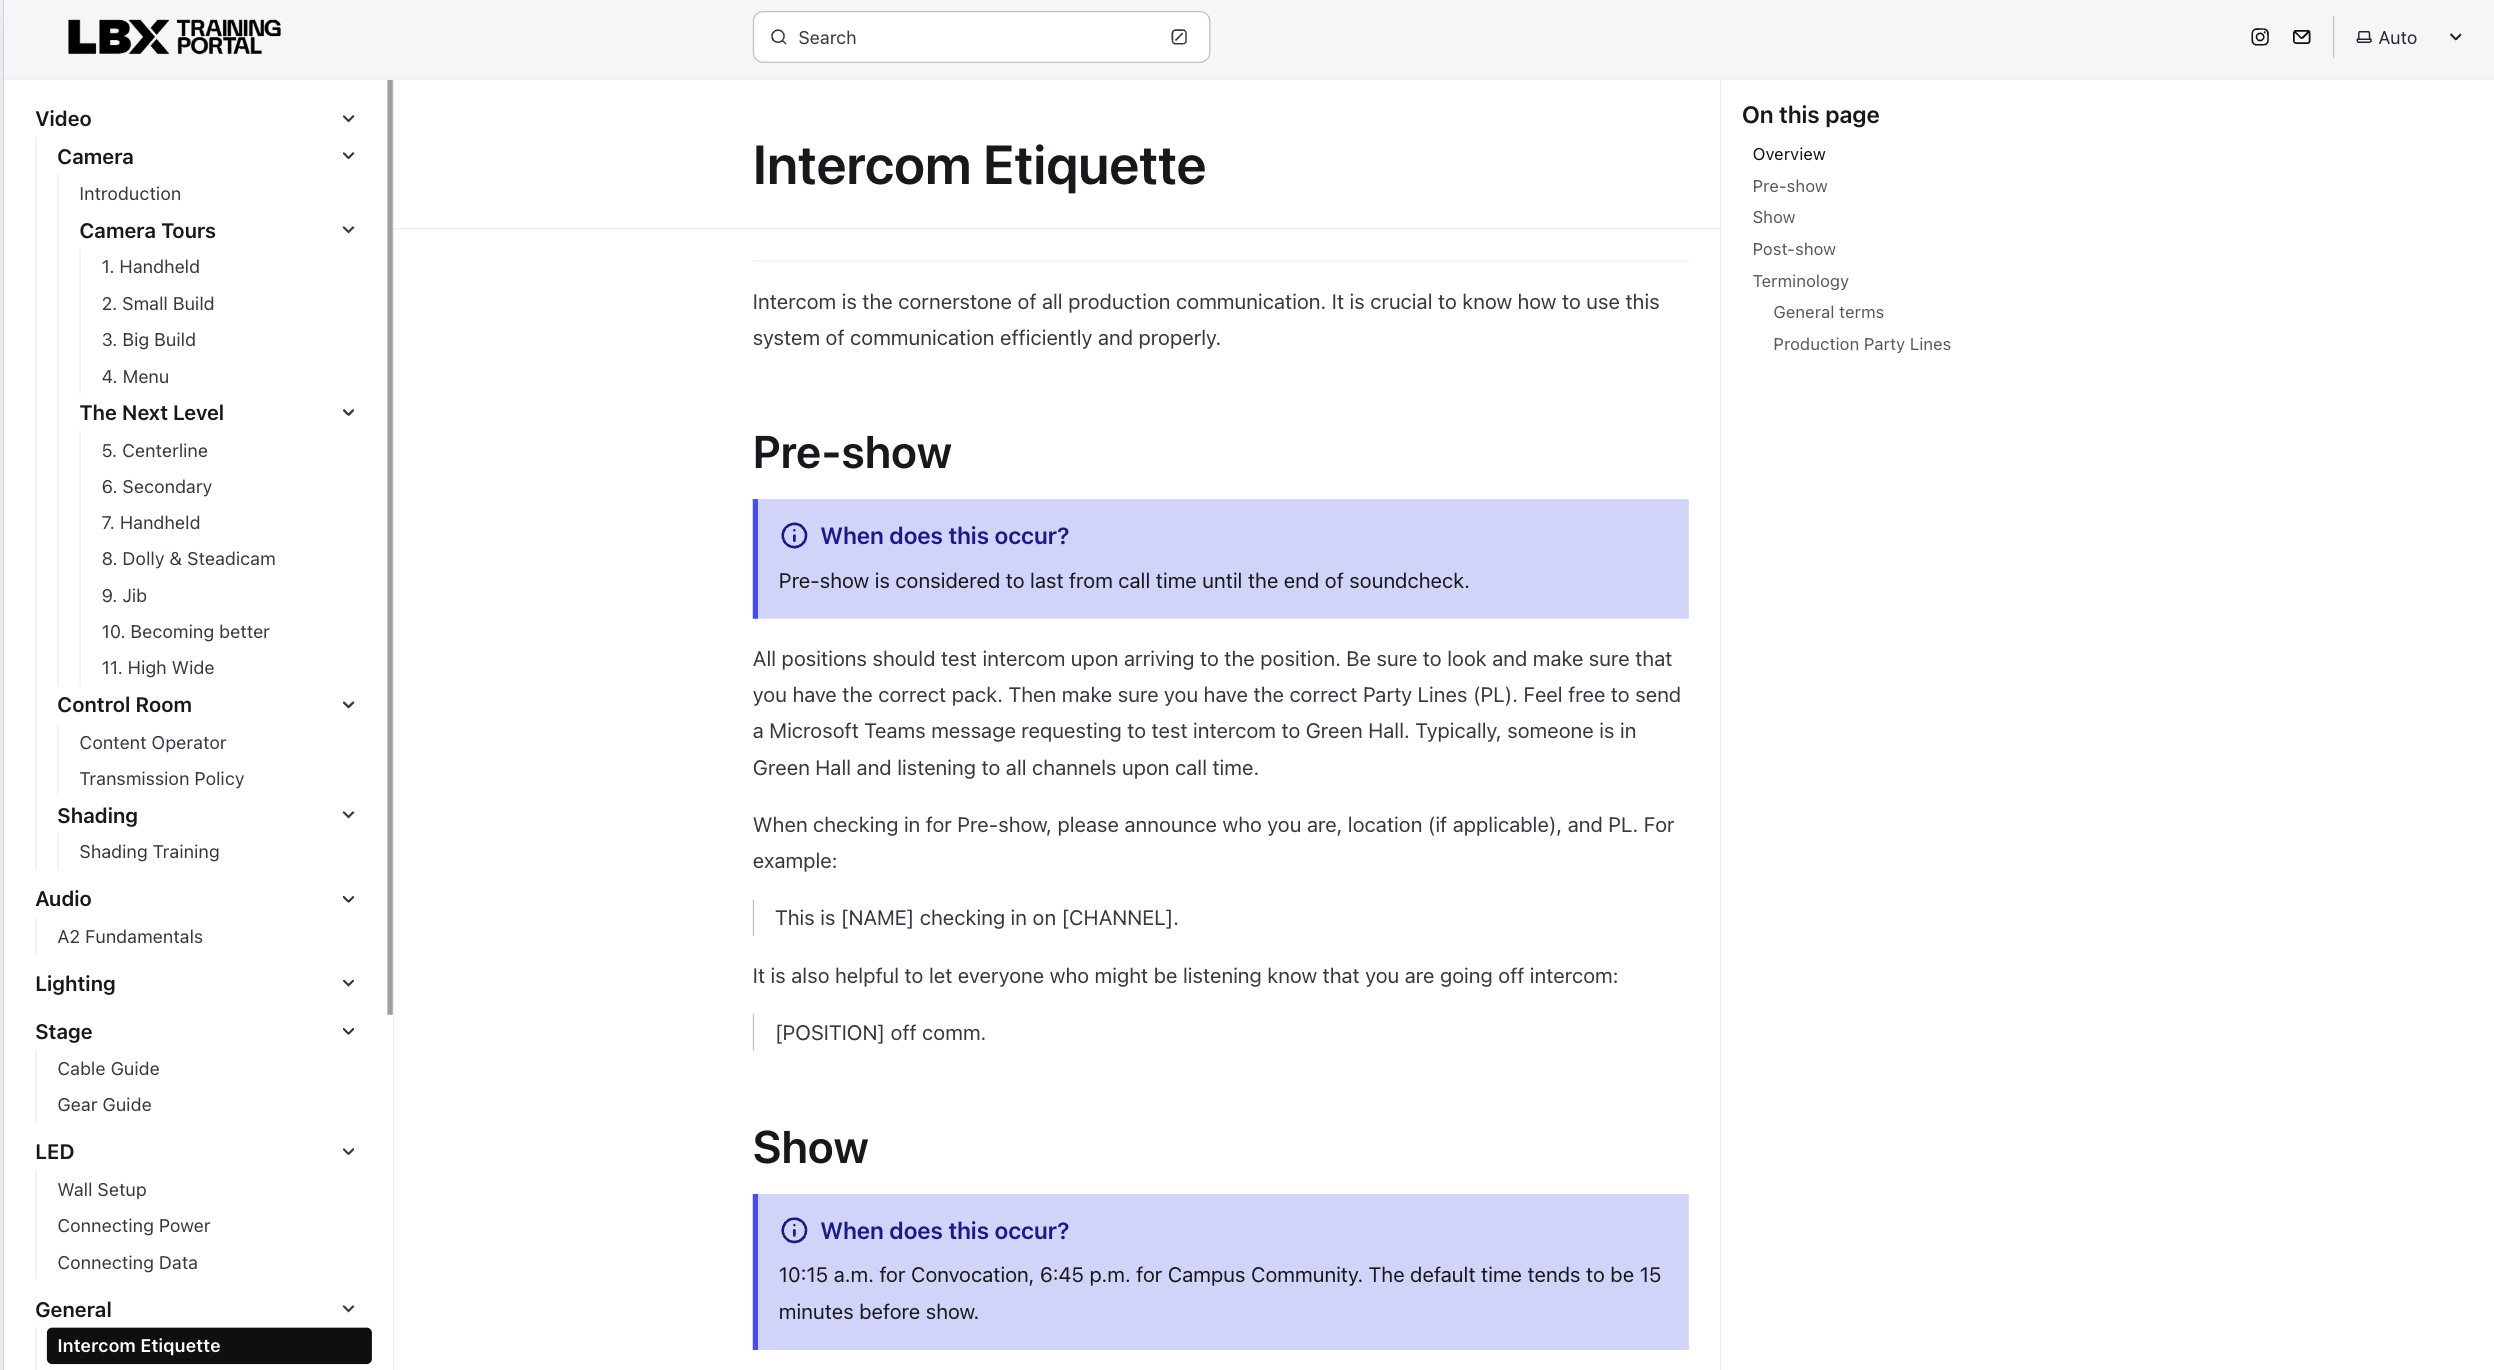 LBX TRAINING PORTAL
Search
Auto
Video
Camera
Introduction
Camera Tours
1. Handheld
2. Small Build
3. Big Build
4. Menu
The Next Level
5. Centerline
6. Secondary
7. Handheld
8. Dolly & Steadicam
9. Jib
10. Becoming better
11. High Wide
Control Room
Content Operator
Transmission Policy
Shading
Shading Training
Audio
A2 Fundamentals
Lighting
Stage
Cable Guide
Gear Guide
LED
Wall Setup
Connecting Power
Connecting Data
General
Intercom Etiquette
Intercom Etiquette
Intercom is the cornerstone of all production communication. It is crucial to know how to use this
system of communication efficiently and properly.
Pre-show
When does this occur?
Pre-show is considered to last from call time until the end of soundcheck.
All positions should test intercom upon arriving to the position. Be sure to look and make sure that
you have the correct pack. Then make sure you have the correct Party Lines (PL). Feel free to send
a Microsoft Teams message requesting to test intercom to Green Hall. Typically, someone is in
Green Hall and listening to all channels upon call time.
When checking in for Pre-show, please announce who you are, location (if applicable), and PL. For
example:
This is [NAME] checking in on [CHANNEL].
It is also helpful to let everyone who might be listening know that you are going off intercom:
[POSITION] off comm.
Show
When does this occur?
10:15 a.m. for Convocation, 6:45 p.m. for Campus Community. The default time tends to be 15
minutes before show.
On this page
Overview
Pre-show
Show
Post-show
Terminology
General terms
Production Party Lines